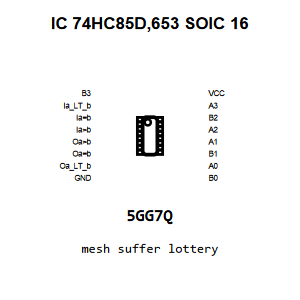 IC 74HC85D,653 SOIC 16
B3 VCC
Ia_LT_b A3
Ia=b B2
Ia=b A2
Oa=b A1
Oa=b B1
Oa_LT_b A0
GND B0
5GG7Q
mesh suffer lottery